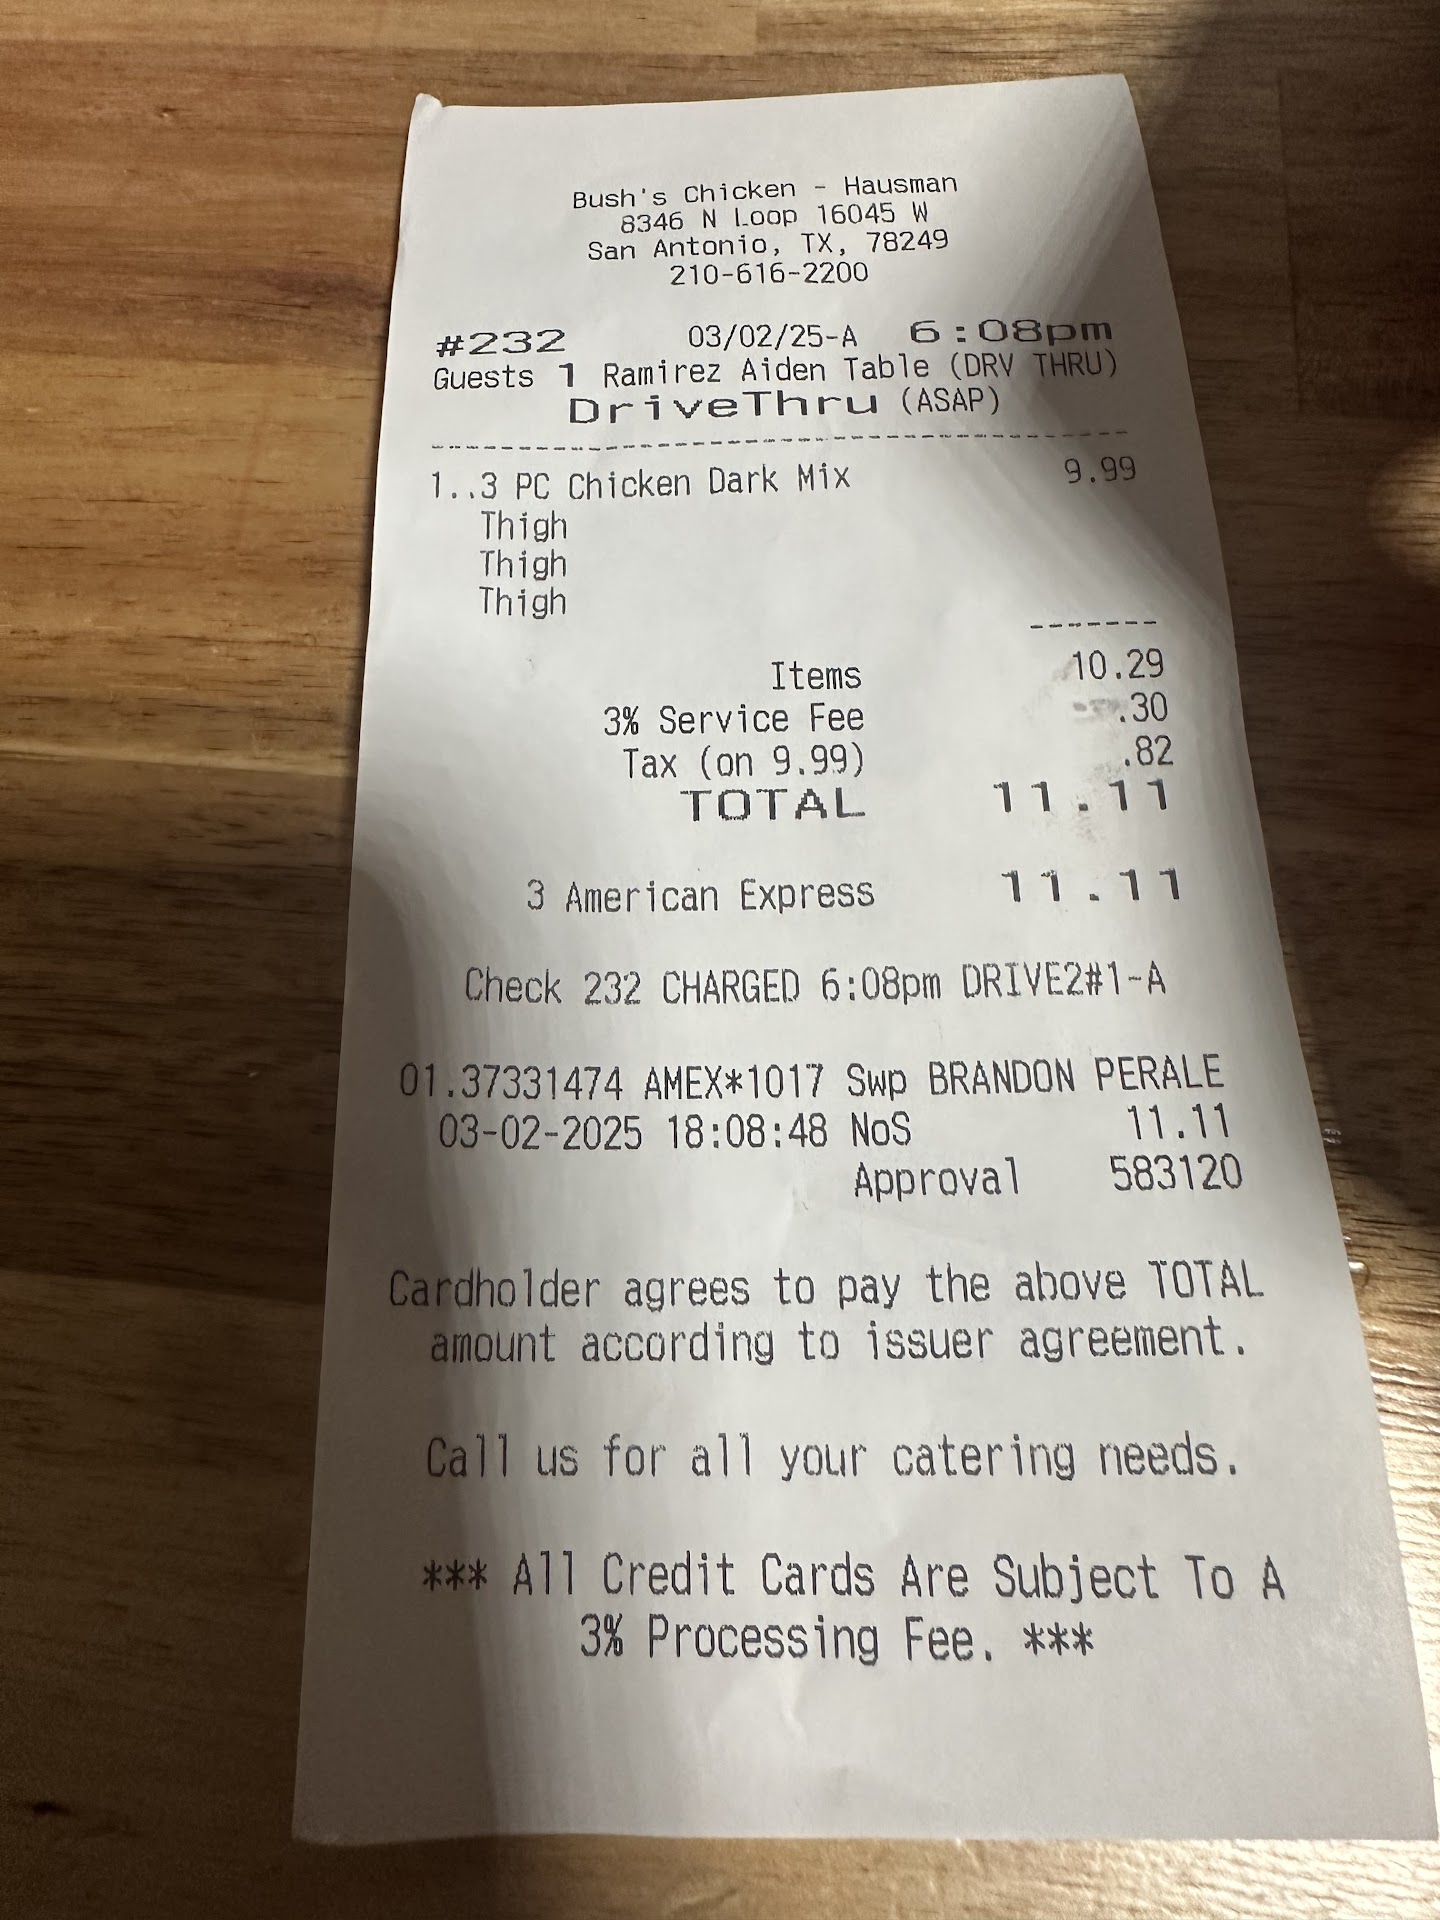 Bush's Chicken - Hausman
8346 N Loop 16045 W
San Antonio, TX, 78249
210-616-2200
#232 03/02/25-A 6:08pm
Guests 1 Ramirez Aiden Table (DRV THRU)
DriveThru (ASAP)
1..3 PC Chicken Dark Mix 9.99
Thigh
Thigh
Thigh
Items 10.29
3% Service Fee .30
Tax (on 9.99) .82
TOTAL 11.11
3 American Express 11.11
Check 232 CHARGED 6:08pm DRIVE2#1-A
01.37331474 AMEX*1017 Swp BRANDON PERALE
03-02-2025 18:08:48 NoS 11.11
Approval 583120
Cardholder agrees to pay the above TOTAL
amount according to issuer agreement.
Call us for all your catering needs.
*** All Credit Cards Are Subject To A
3% Processing Fee. ***